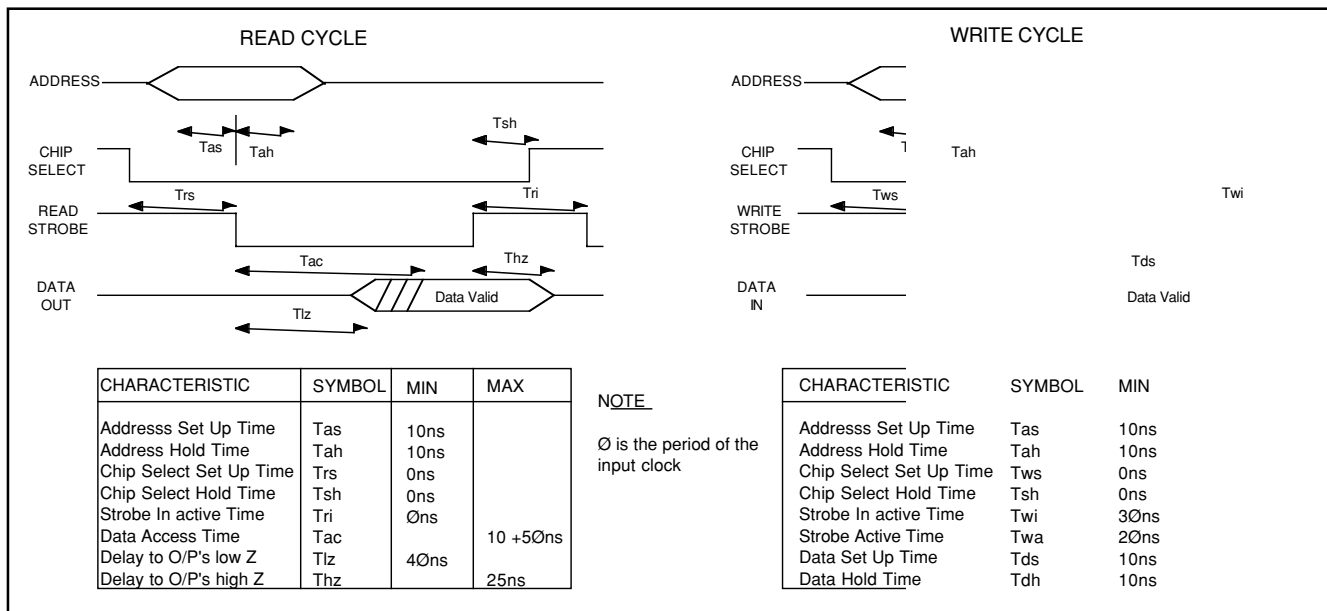 READ CYCLE
ADDRESS
Tas
Tah
Tsh
CHIP
SELECT
Trs
Tri
READ
STROBE
Tac
Thz
DATA
OUT
Data Valid
Tlz
CHARACTERISTIC SYMBOL MIN MAX
Addresss Set Up Time Tas 10ns
Address Hold Time Tah 10ns
Chip Select Set Up Time Trs 0ns
Chip Select Hold Time Tsh 0ns
Strobe In active Time Tri Øns
Data Access Time Tac 10 +5Øns
Delay to O/P's low Z Tlz 4Øns
Delay to O/P's high Z Thz 25ns
NOTE
Ø is the period of the
input clock
WRITE CYCLE
ADDRESS
Tah
CHIP
SELECT
Tws
Twi
WRITE
STROBE
Tds
DATA
IN
Data Valid
CHARACTERISTIC SYMBOL MIN
Addresss Set Up Time Tas 10ns
Address Hold Time Tah 10ns
Chip Select Set Up Time Tws 0ns
Chip Select Hold Time Tsh 0ns
Strobe In active Time Twi 3Øns
Strobe Active Time Twa 2Øns
Data Set Up Time Tds 10ns
Data Hold Time Tdh 10ns